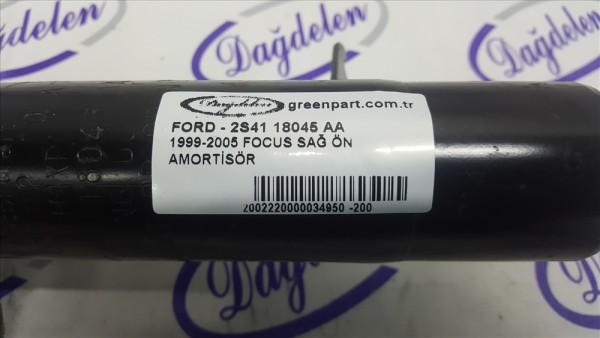 Dağdelen
Dağdelen
greenpart.com.tr
FORD - 2S41 18045 AA
1999-2005 FOCUS SAĞ ÖN
AMORTİSÖR
2002220000034950 -200
Dağdelen